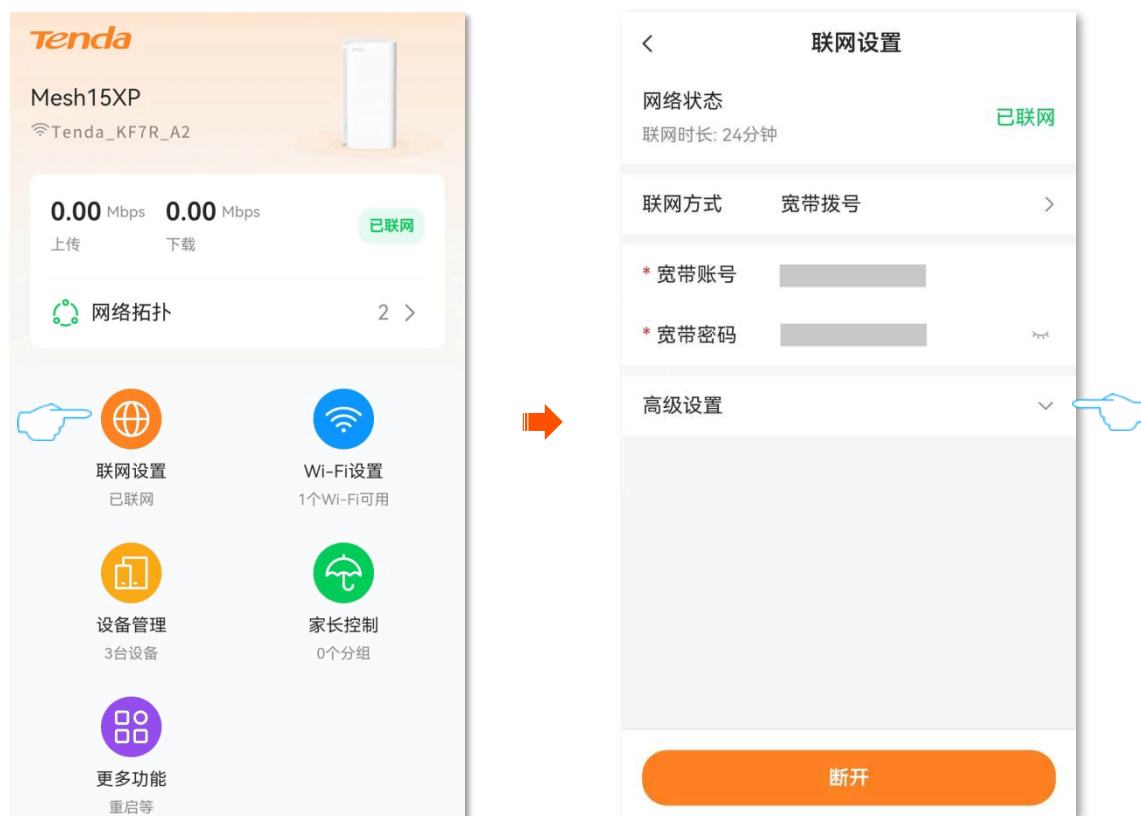 Tenda
Mesh15XP
Tenda_KF7R_A2
0.00 Mbps 0.00 Mbps
上传 下载
已联网
网络拓扑 2
联网设置
已联网
Wi-Fi设置
1个Wi-Fi可用
设备管理
3台设备
家长控制
0个分组
更多功能
重启等
联网设置
网络状态
联网时长: 24分钟
已联网
联网方式 宽带拨号
* 宽带账号
* 宽带密码
高级设置
断开